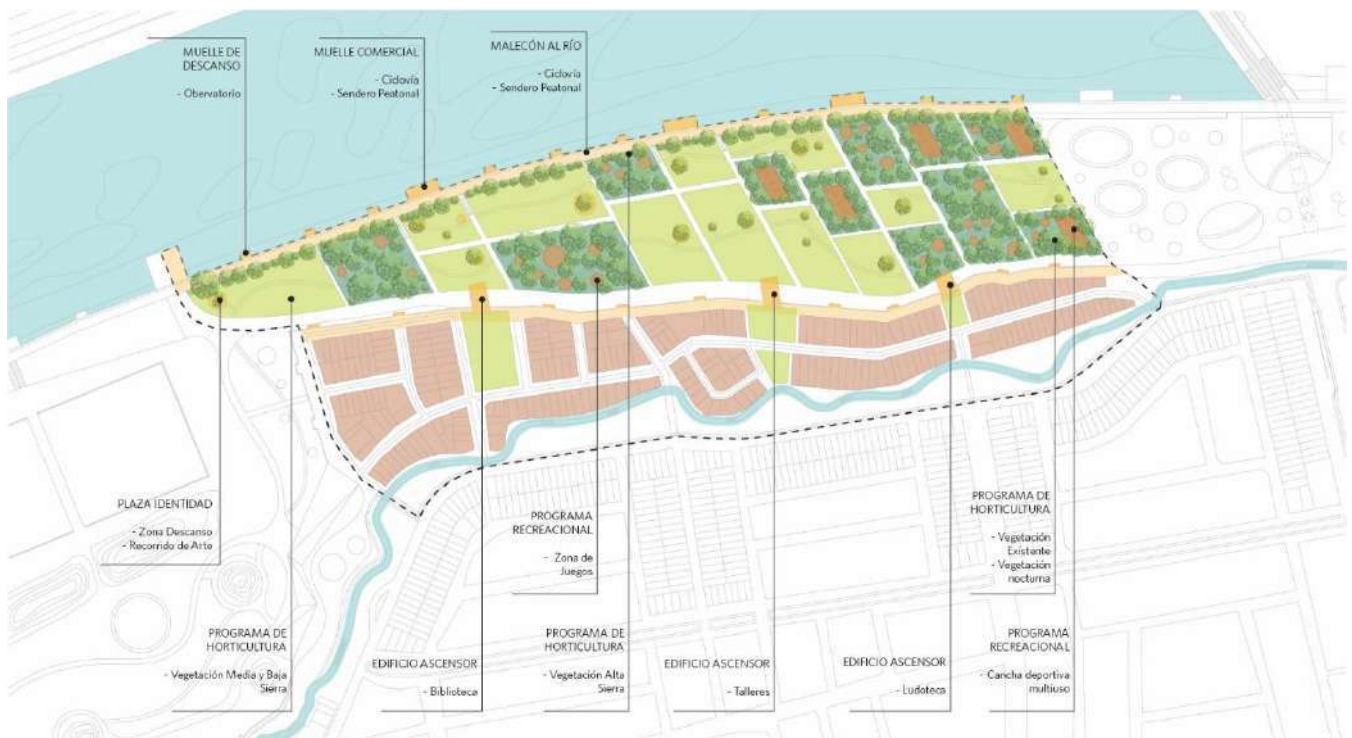 MUELLE DE
DESCANSO
- Obervatorio
MUELLE COMERCIAL
- Ciclovía
- Sendero Peatonal
MALECÓN AL RÍO
- Ciclovía
- Sendero Peatonal
PLAZA IDENTIDAD
- Zona Descanso
- Recorrido de Arte
PROGRAMA
RECREACIONAL
- Zona de
Juegos
PROGRAMA DE
HORTICULTURA
- Vegetación
Existente
- Vegetación
nocturna
PROGRAMA DE
HORTICULTURA
- Vegetación Media y Baja
Sierra
EDIFICIO ASCENSOR
- Biblioteca
PROGRAMA DE
HORTICULTURA
- Vegetación Alta
Sierra
EDIFICIO ASCENSOR
- Talleres
EDIFICIO ASCENSOR
- Ludoteca
PROGRAMA
RECREACIONAL
- Cancha deportiva
multiuso